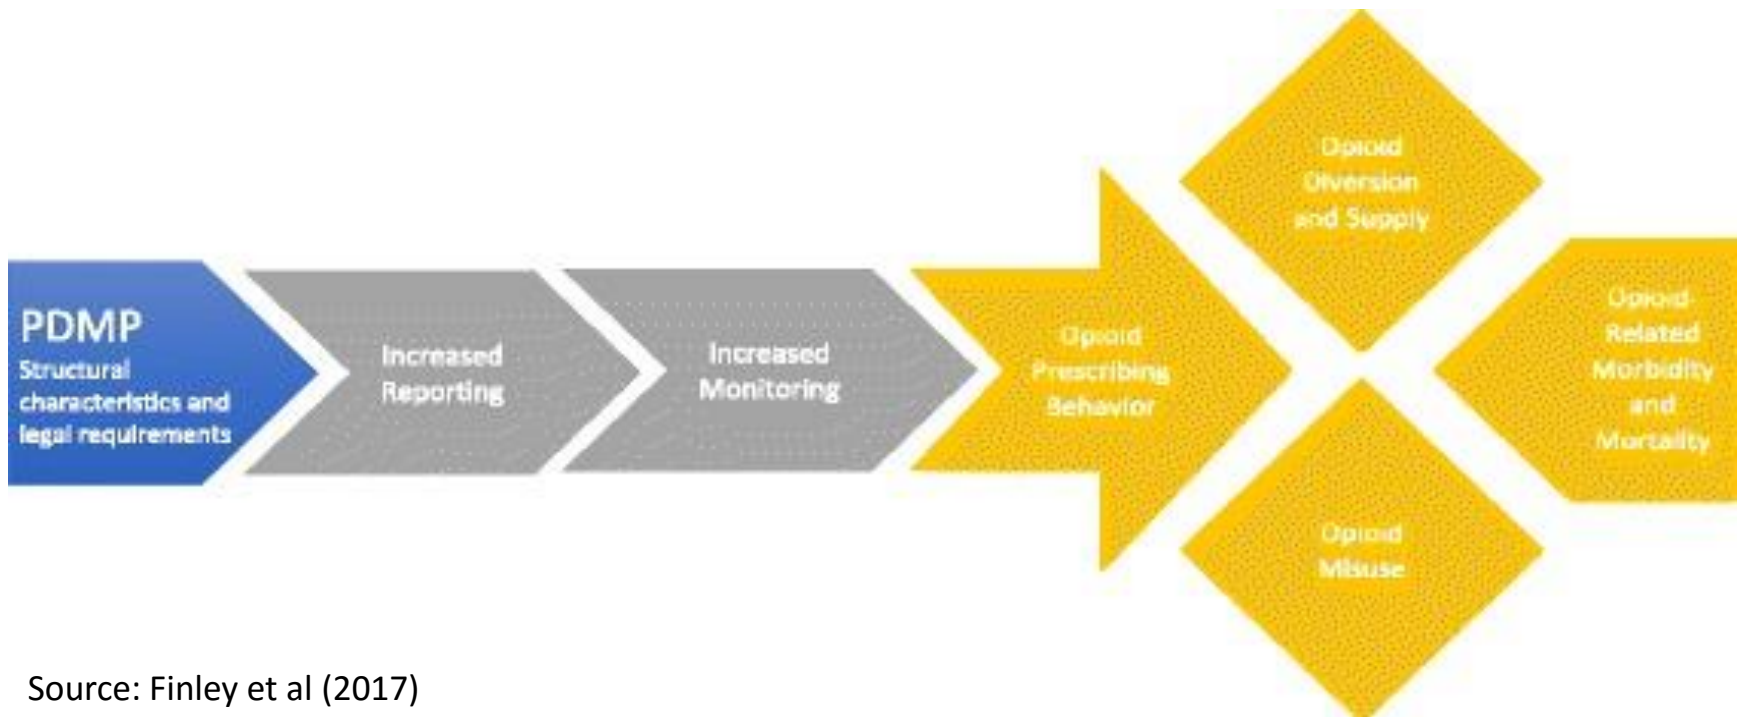 PDMP
Structural
characteristics and
legal requirements
Increased
Reporting
Increased
Monitoring
Opioid
Prescribing
Behavior
Opioid
Diversion
and Supply
Opioid
Misuse
Opioid-
Related
Morbidity
and
Mortality
Source: Finley et al (2017)